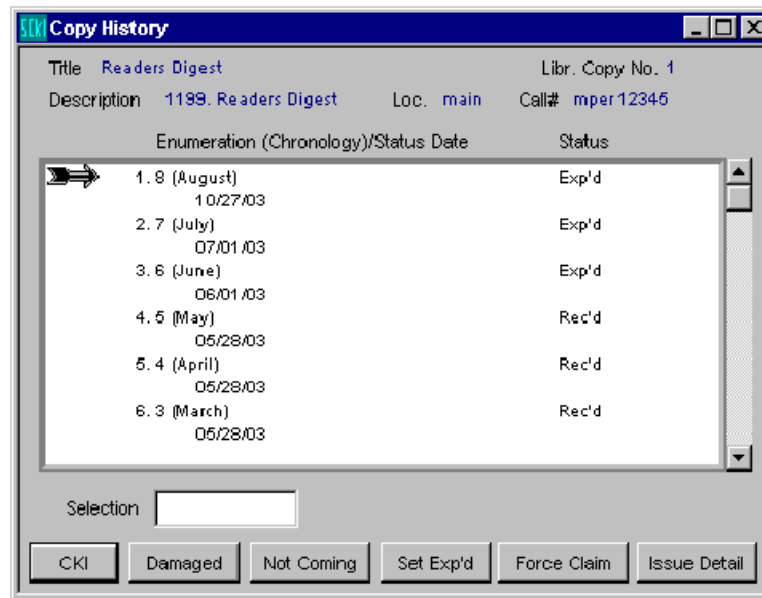 SCKI Copy History
Title Readers Digest Libr. Copy No. 1
Description 1199. Readers Digest Loc. main Call# mper 12345
Enumeration (Chronology)/Status Date Status
1. 8 (August) Exp'd
10/27/03
2. 7 (July) Exp'd
07/01/03
3. 6 (June) Exp'd
06/01/03
4. 5 (May) Rec'd
05/28/03
5. 4 (April) Rec'd
05/28/03
6. 3 (March) Rec'd
05/28/03
Selection
CKI Damaged Not Coming Set Exp'd Force Claim Issue Detail